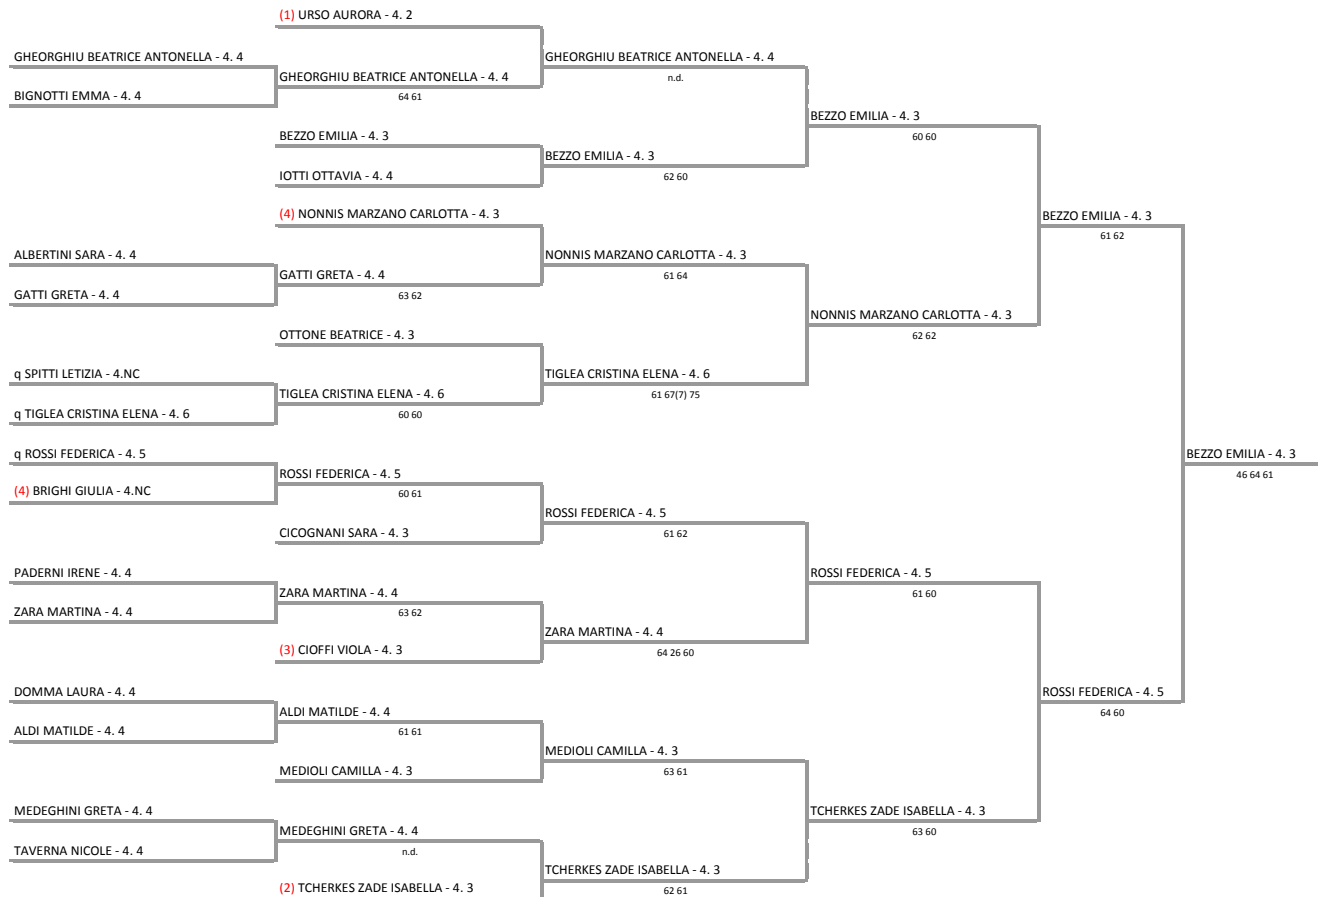 (1) URSO AURORA - 4. 2
GHEORGHIU BEATRICE ANTONELLA - 4. 4
GHEORGHIU BEATRICE ANTONELLA - 4. 4
GHEORGHIU BEATRICE ANTONELLA - 4. 4
n.d.
BIGNOTTI EMMA - 4. 4
64 61
BEZZO EMILIA - 4. 3
60 60
BEZZO EMILIA - 4. 3
BEZZO EMILIA - 4. 3
62 60
IOTTI OTTAVIA - 4. 4
(4) NONNIS MARZANO CARLOTTA - 4. 3
BEZZO EMILIA - 4. 3
61 62
ALBERTINI SARA - 4. 4
NONNIS MARZANO CARLOTTA - 4. 3
61 64
GATTI GRETA - 4. 4
63 62
GATTI GRETA - 4. 4
NONNIS MARZANO CARLOTTA - 4. 3
62 62
OTTONE BEATRICE - 4. 3
q SPITTI LETIZIA - 4.NC
TIGLEA CRISTINA ELENA - 4. 6
61 67(7) 75
TIGLEA CRISTINA ELENA - 4. 6
60 60
q TIGLEA CRISTINA ELENA - 4. 6
q ROSSI FEDERICA - 4. 5
BEZZO EMILIA - 4. 3
46 64 61
ROSSI FEDERICA - 4. 5
60 61
(4) BRIGHI GIULIA - 4.NC
ROSSI FEDERICA - 4. 5
61 62
CICOGNANI SARA - 4. 3
PADERNI IRENE - 4. 4
ROSSI FEDERICA - 4. 5
61 60
ZARA MARTINA - 4. 4
63 62
ZARA MARTINA - 4. 4
ZARA MARTINA - 4. 4
64 26 60
(3) CIOFFI VIOLA - 4. 3
DOMMA LAURA - 4. 4
ROSSI FEDERICA - 4. 5
64 60
ALDI MATILDE - 4. 4
61 61
ALDI MATILDE - 4. 4
MEDIOLI CAMILLA - 4. 3
63 61
MEDIOLI CAMILLA - 4. 3
MEDEGHINI GRETA - 4. 4
TCHERKES ZADE ISABELLA - 4. 3
63 60
MEDEGHINI GRETA - 4. 4
n.d.
TAVERNA NICOLE - 4. 4
TCHERKES ZADE ISABELLA - 4. 3
62 61
(2) TCHERKES ZADE ISABELLA - 4. 3